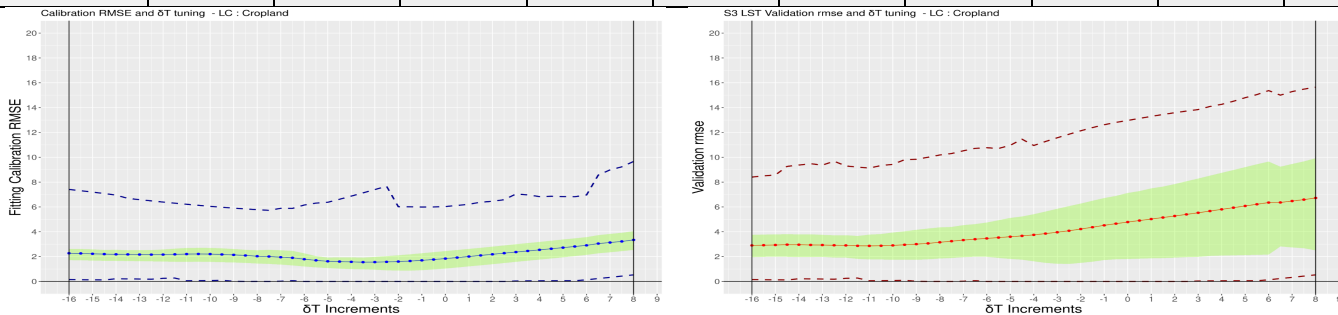 Calibration RMSE and δT tuning - LC : Cropland
Fitting Calibration RMSE
20
18
16
14
12
10
8
6
4
2
0
-16 -15 -14 -13 -12 -11 -10 -9 -8 -7 -6 -5 -4 -3 -2 -1 0 1 2 3 4 5 6 7 8 9
δT Increments
S3 LST Validation rmse and δT tuning - LC : Cropland
Validation rmse
20
18
16
14
12
10
8
6
4
2
0
-16 -15 -14 -13 -12 -11 -10 -9 -8 -7 -6 -5 -4 -3 -2 -1 0 1 2 3 4 5 6 7 8
δT Increments